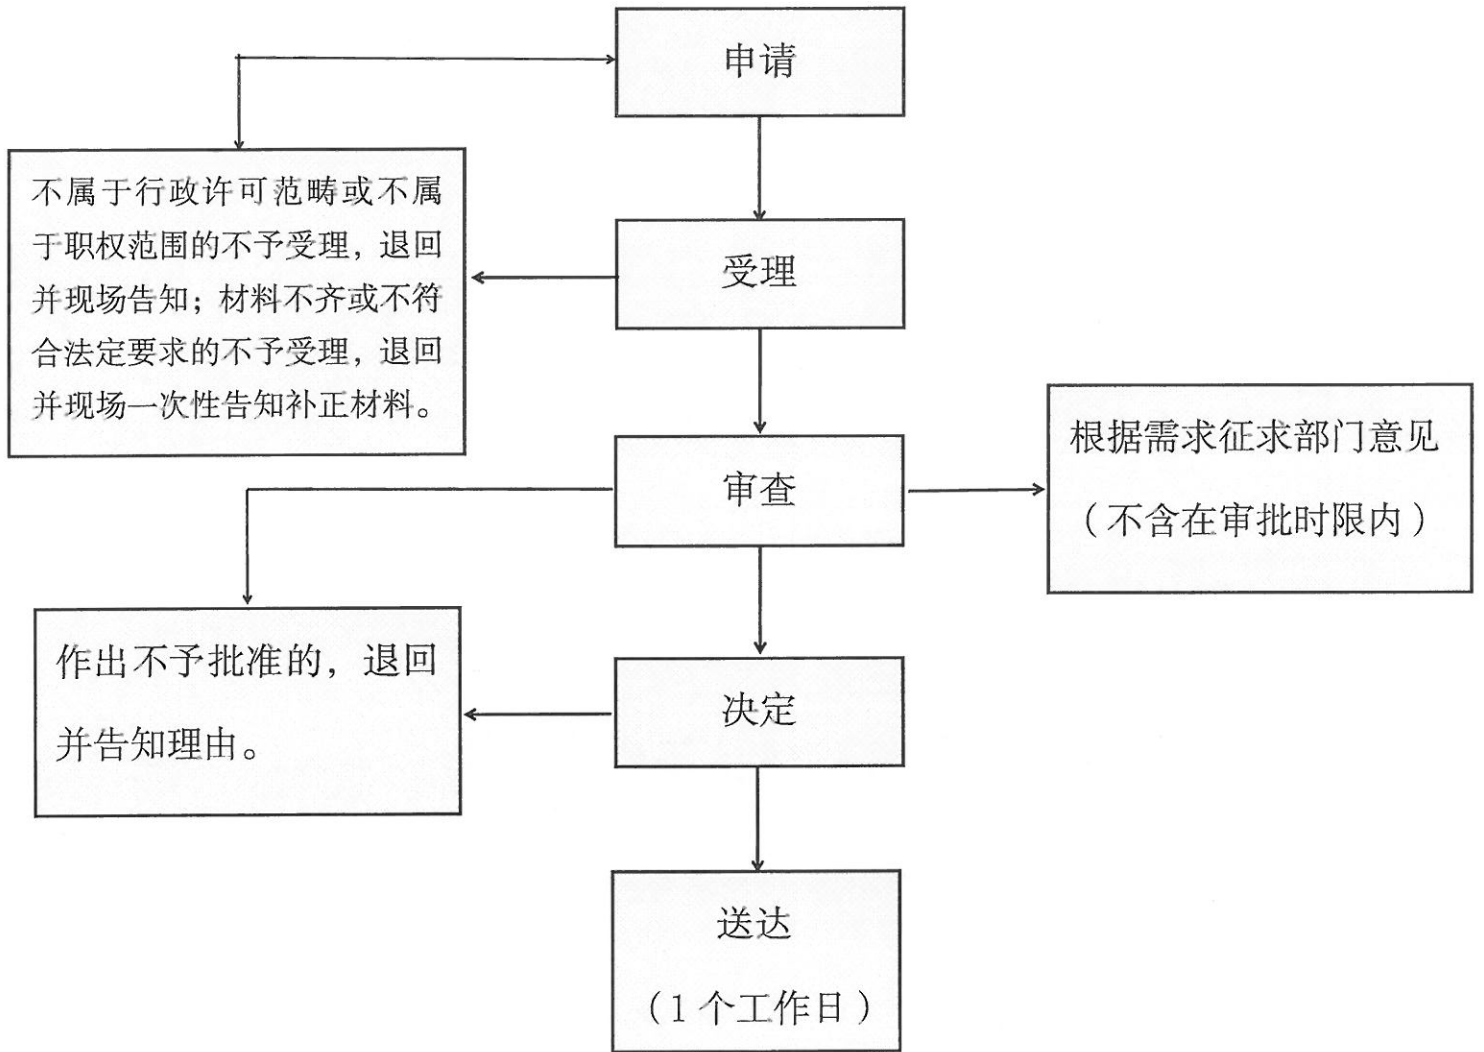 申请
不属于行政许可范畴或不属
于职权范围的不予受理，退回
并现场告知；材料不齐或不符
合法定要求的不予受理，退回
并现场一次性告知补正材料。
受理
审查
根据需求征求部门意见
（不含在审批时限内）
作出不予批准的，退回
并告知理由。
决定
送达
（1 个工作日）